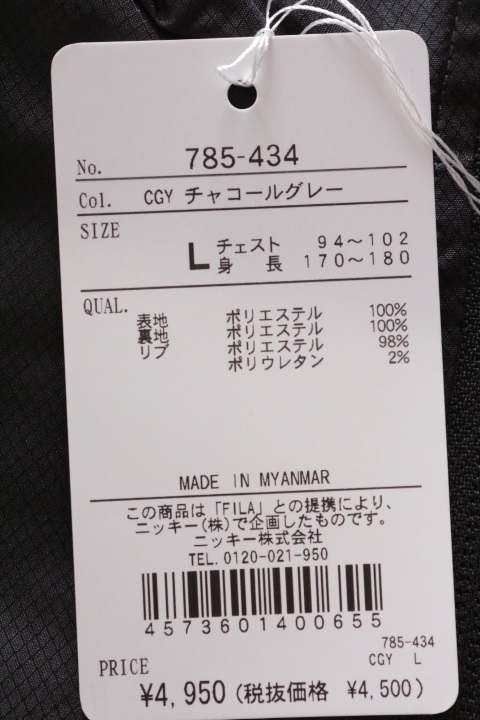 No. 785-434
Col. CGY チャコールグレー
SIZE
L チェスト 94〜102
身長 170〜180
QUAL.
表地 ポリエステル 100%
裏地 ポリエステル 100%
リブ ポリエステル 98%
ポリウレタン 2%
MADE IN MYANMAR
この商品は「FILA」との提携により、
ニッキー(株)で企画したものです。
ニッキー株式会社
TEL. 0120-021-950
4573601400655
785-434
CGY L
PRICE
¥4,950 (税抜価格 ¥4,500)